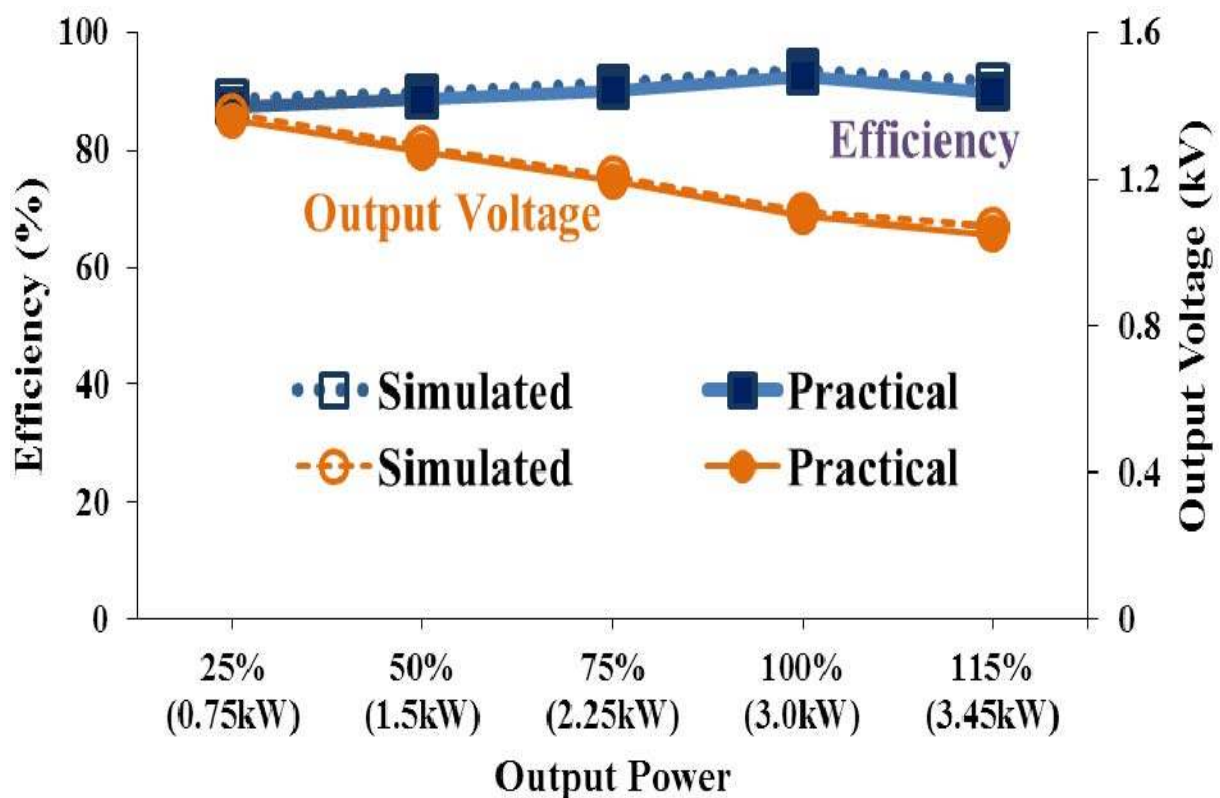 100
80
60
40
20
0
Efficiency (%)
1.6
1.2
0.8
0.4
0
Output Voltage (kV)
Efficiency
Output Voltage
Simulated
Practical
Simulated
Practical
25% 50% 75% 100% 115%
(0.75kW) (1.5kW) (2.25kW) (3.0kW) (3.45kW)
Output Power